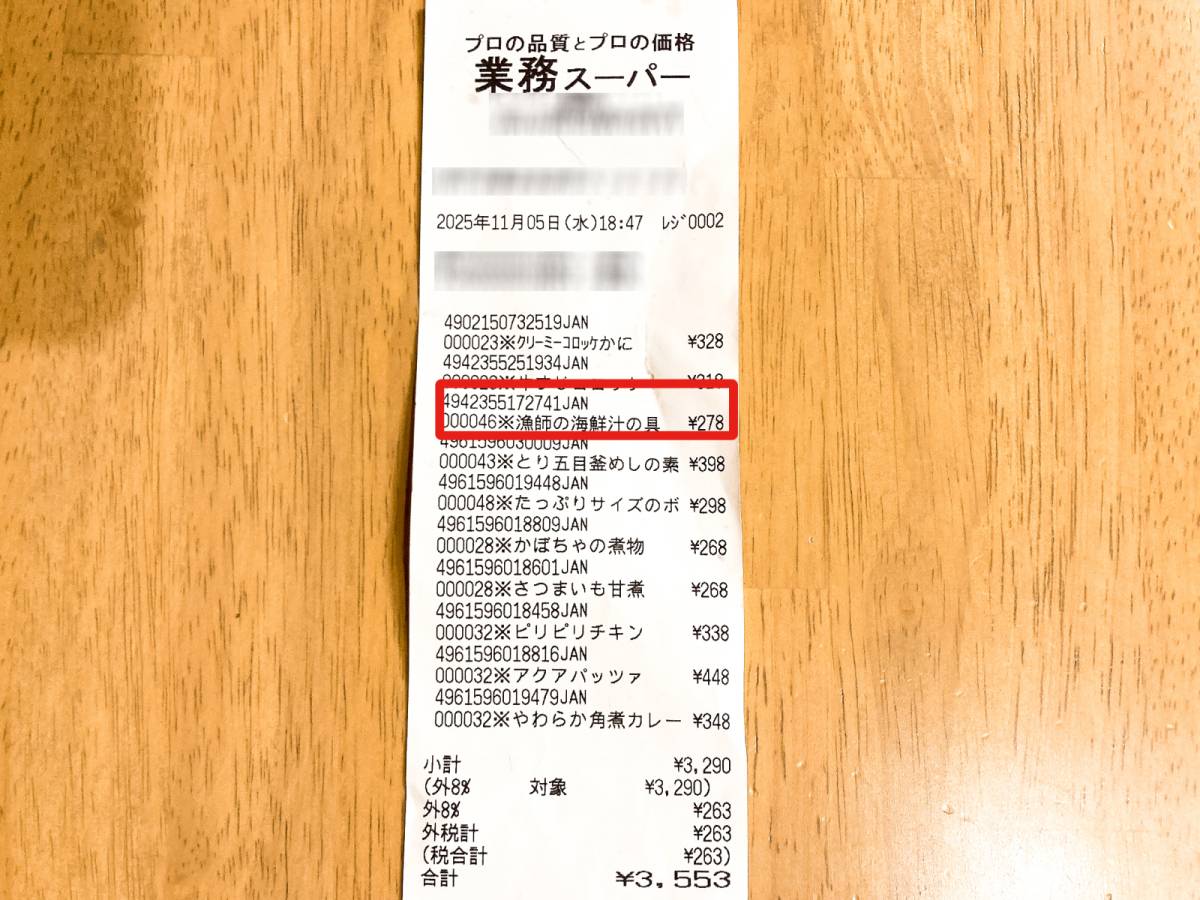 プロの品質とプロの価格
業務スーパー
2025年11月05日(水)18:47 ﾚｼﾞ0002
4902150732519JAN
000023※ｸﾘｰﾐｰｺﾛｯｹかに ¥328
4942355251934JAN
¥318
4942355172741JAN
000046※漁師の海鮮汁の具 ¥278
4961596030009JAN
000043※とり五目釜めしの素 ¥398
4961596019448JAN
000048※たっぷりサイズのボ ¥298
4961596018809JAN
000028※かぼちゃの煮物 ¥268
4961596018601JAN
000028※さつまいも甘煮 ¥268
4961596018458JAN
000032※ピリピリチキン ¥338
4961596018816JAN
000032※アクアパッツァ ¥448
4961596019479JAN
000032※やわらか角煮カレー ¥348
小計 ¥3,290
(外8% 対象 ¥3,290)
外8% ¥263
外税計 ¥263
(税合計 ¥263)
合計 ¥3,553